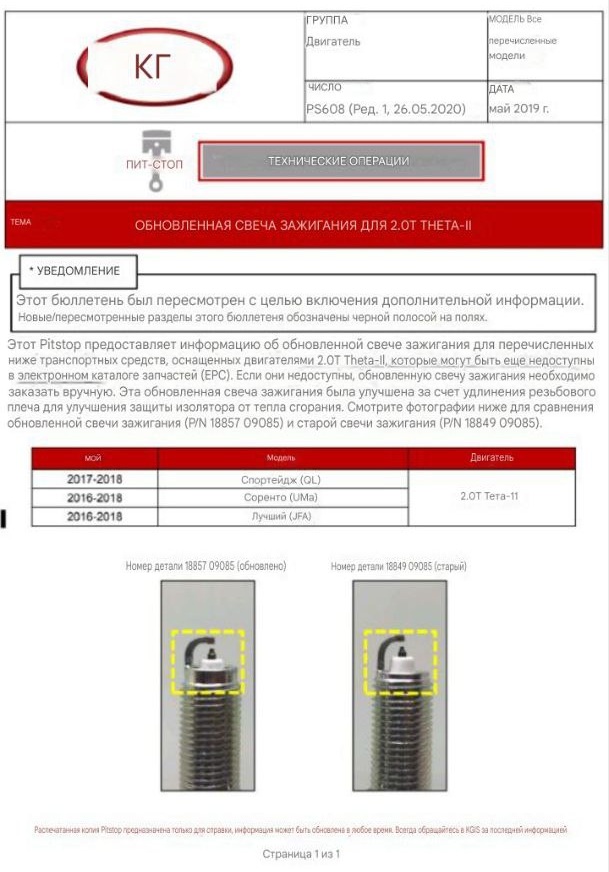 КГ
ГРУППА
Двигатель
МОДЕЛЬ Все
перечисленные
модели
ЧИСЛО
PS608 (Ред. 1, 26.05.2020)
ДАТА
май 2019 г.
ПИТ-СТОП
ТЕХНИЧЕСКИЕ ОПЕРАЦИИ
ТЕМА
ОБНОВЛЕННАЯ СВЕЧА ЗАЖИГАНИЯ ДЛЯ 2.0T THETA-II
* УВЕДОМЛЕНИЕ
Этот бюллетень был пересмотрен с целью включения дополнительной информации.
Новые/пересмотренные разделы этого бюллетеня обозначены черной полосой на полях.
Этот Pitstop предоставляет информацию об обновленной свече зажигания для перечисленных
ниже транспортных средств, оснащенных двигателями 2.0T Theta-II, которые могут быть еще недоступны
в электронном каталоге запчастей (EPC). Если они недоступны, обновленную свечу зажигания необходимо
заказать вручную. Эта обновленная свеча зажигания была улучшена за счет удлинения резьбового
плеча для улучшения защиты изолятора от тепла сгорания. Смотрите фотографии ниже для сравнения
обновленной свечи зажигания (P/N 18857 09085) и старой свечи зажигания (P/N 18849 09085).
МОЙ Модель Двигатель
2017-2018 Спортейдж (QL)
2016-2018 Соренто (UMa) 2.0T Тета-11
2016-2018 Лучший (JFA)
Номер детали 18857 09085 (обновлено) Номер детали 18849 09085 (старый)
Распечатанная копия Pitstop предназначена только для справки, информация может быть обновлена в любое время. Всегда обращайтесь в KGIS за последней информацией.
Страница 1 из 1